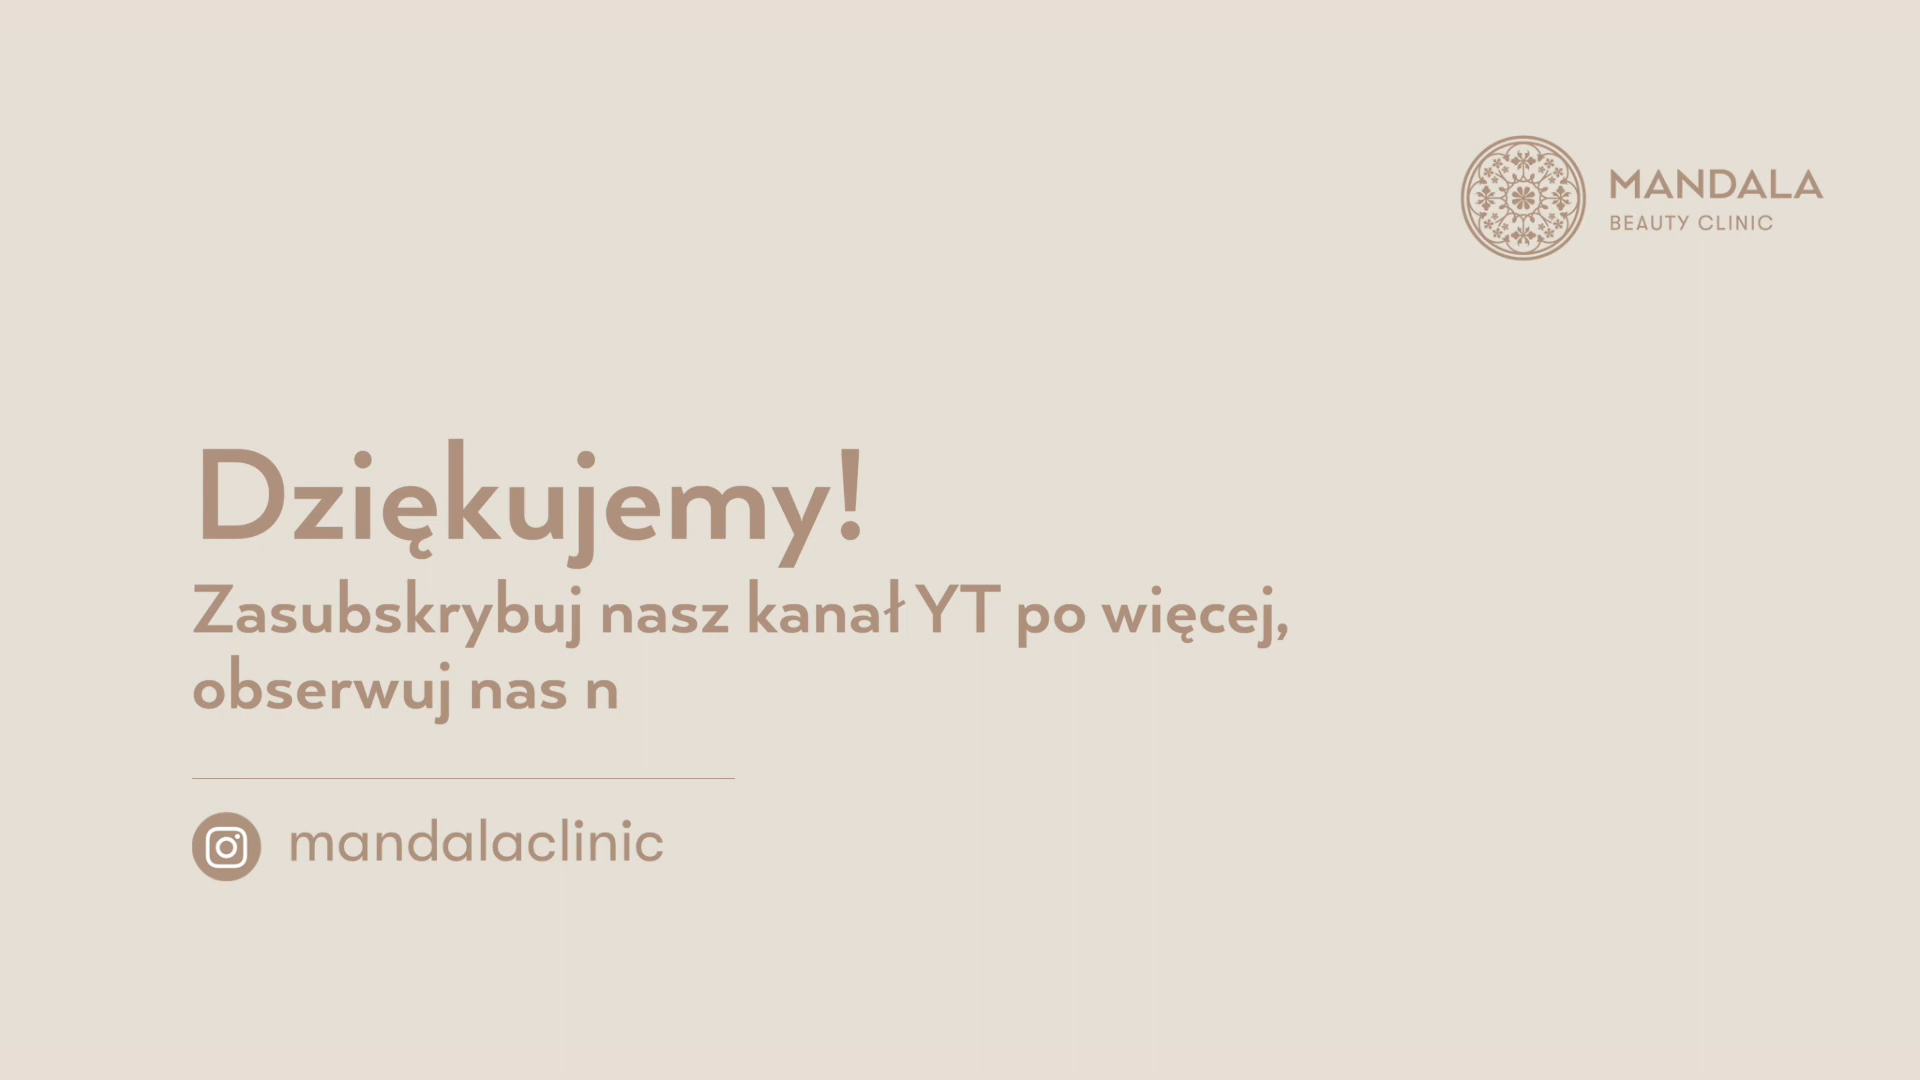 MANDALA
BEAUTY CLINIC
Dziękujemy!
Zasubskrybuj nasz kanał YT po więcej,
obserwuj nas n
mandalaclinic